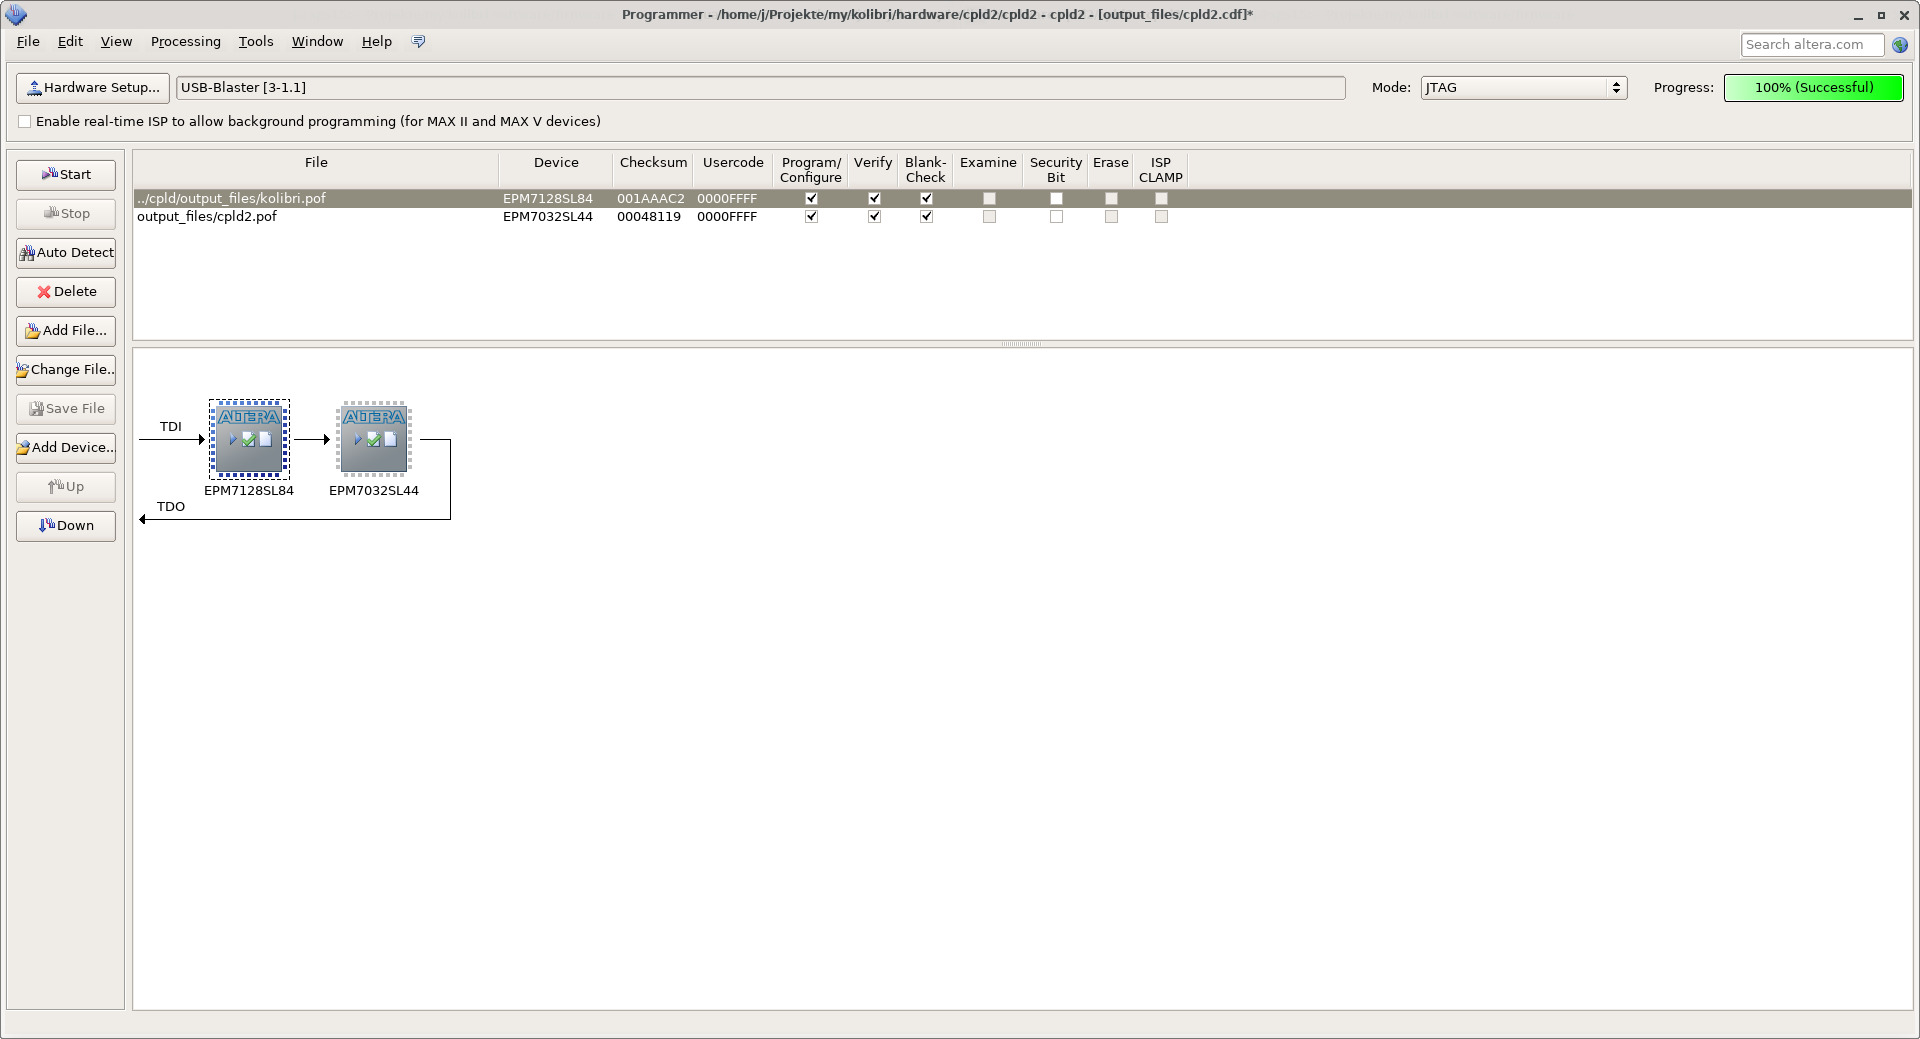 Programmer - /home/j/Projekte/my/kolibri/hardware/cpld2/cpld2 - cpld2 - [output_files/cpld2.cdf]*
File Edit View Processing Tools Window Help Search altera.com
Hardware Setup... USB-Blaster [3-1.1] Mode: JTAG Progress: 100% (Successful)
Enable real-time ISP to allow background programming (for MAX II and MAX V devices)
Start
Stop
Auto Detect
Delete
Add File...
Change File..
Save File
Add Device..
Up
Down
File Device Checksum Usercode Program/ Verify Blank- Examine Security Erase ISP
Configure Check Bit CLAMP
../cpld/output_files/kolibri.pof EPM7128SL84 001AAAC2 0000FFFF
output_files/cpld2.pof EPM7032SL44 00048119 0000FFFF
ALTERA ALTERA
TDI
EPM7128SL84 EPM7032SL44
TDO